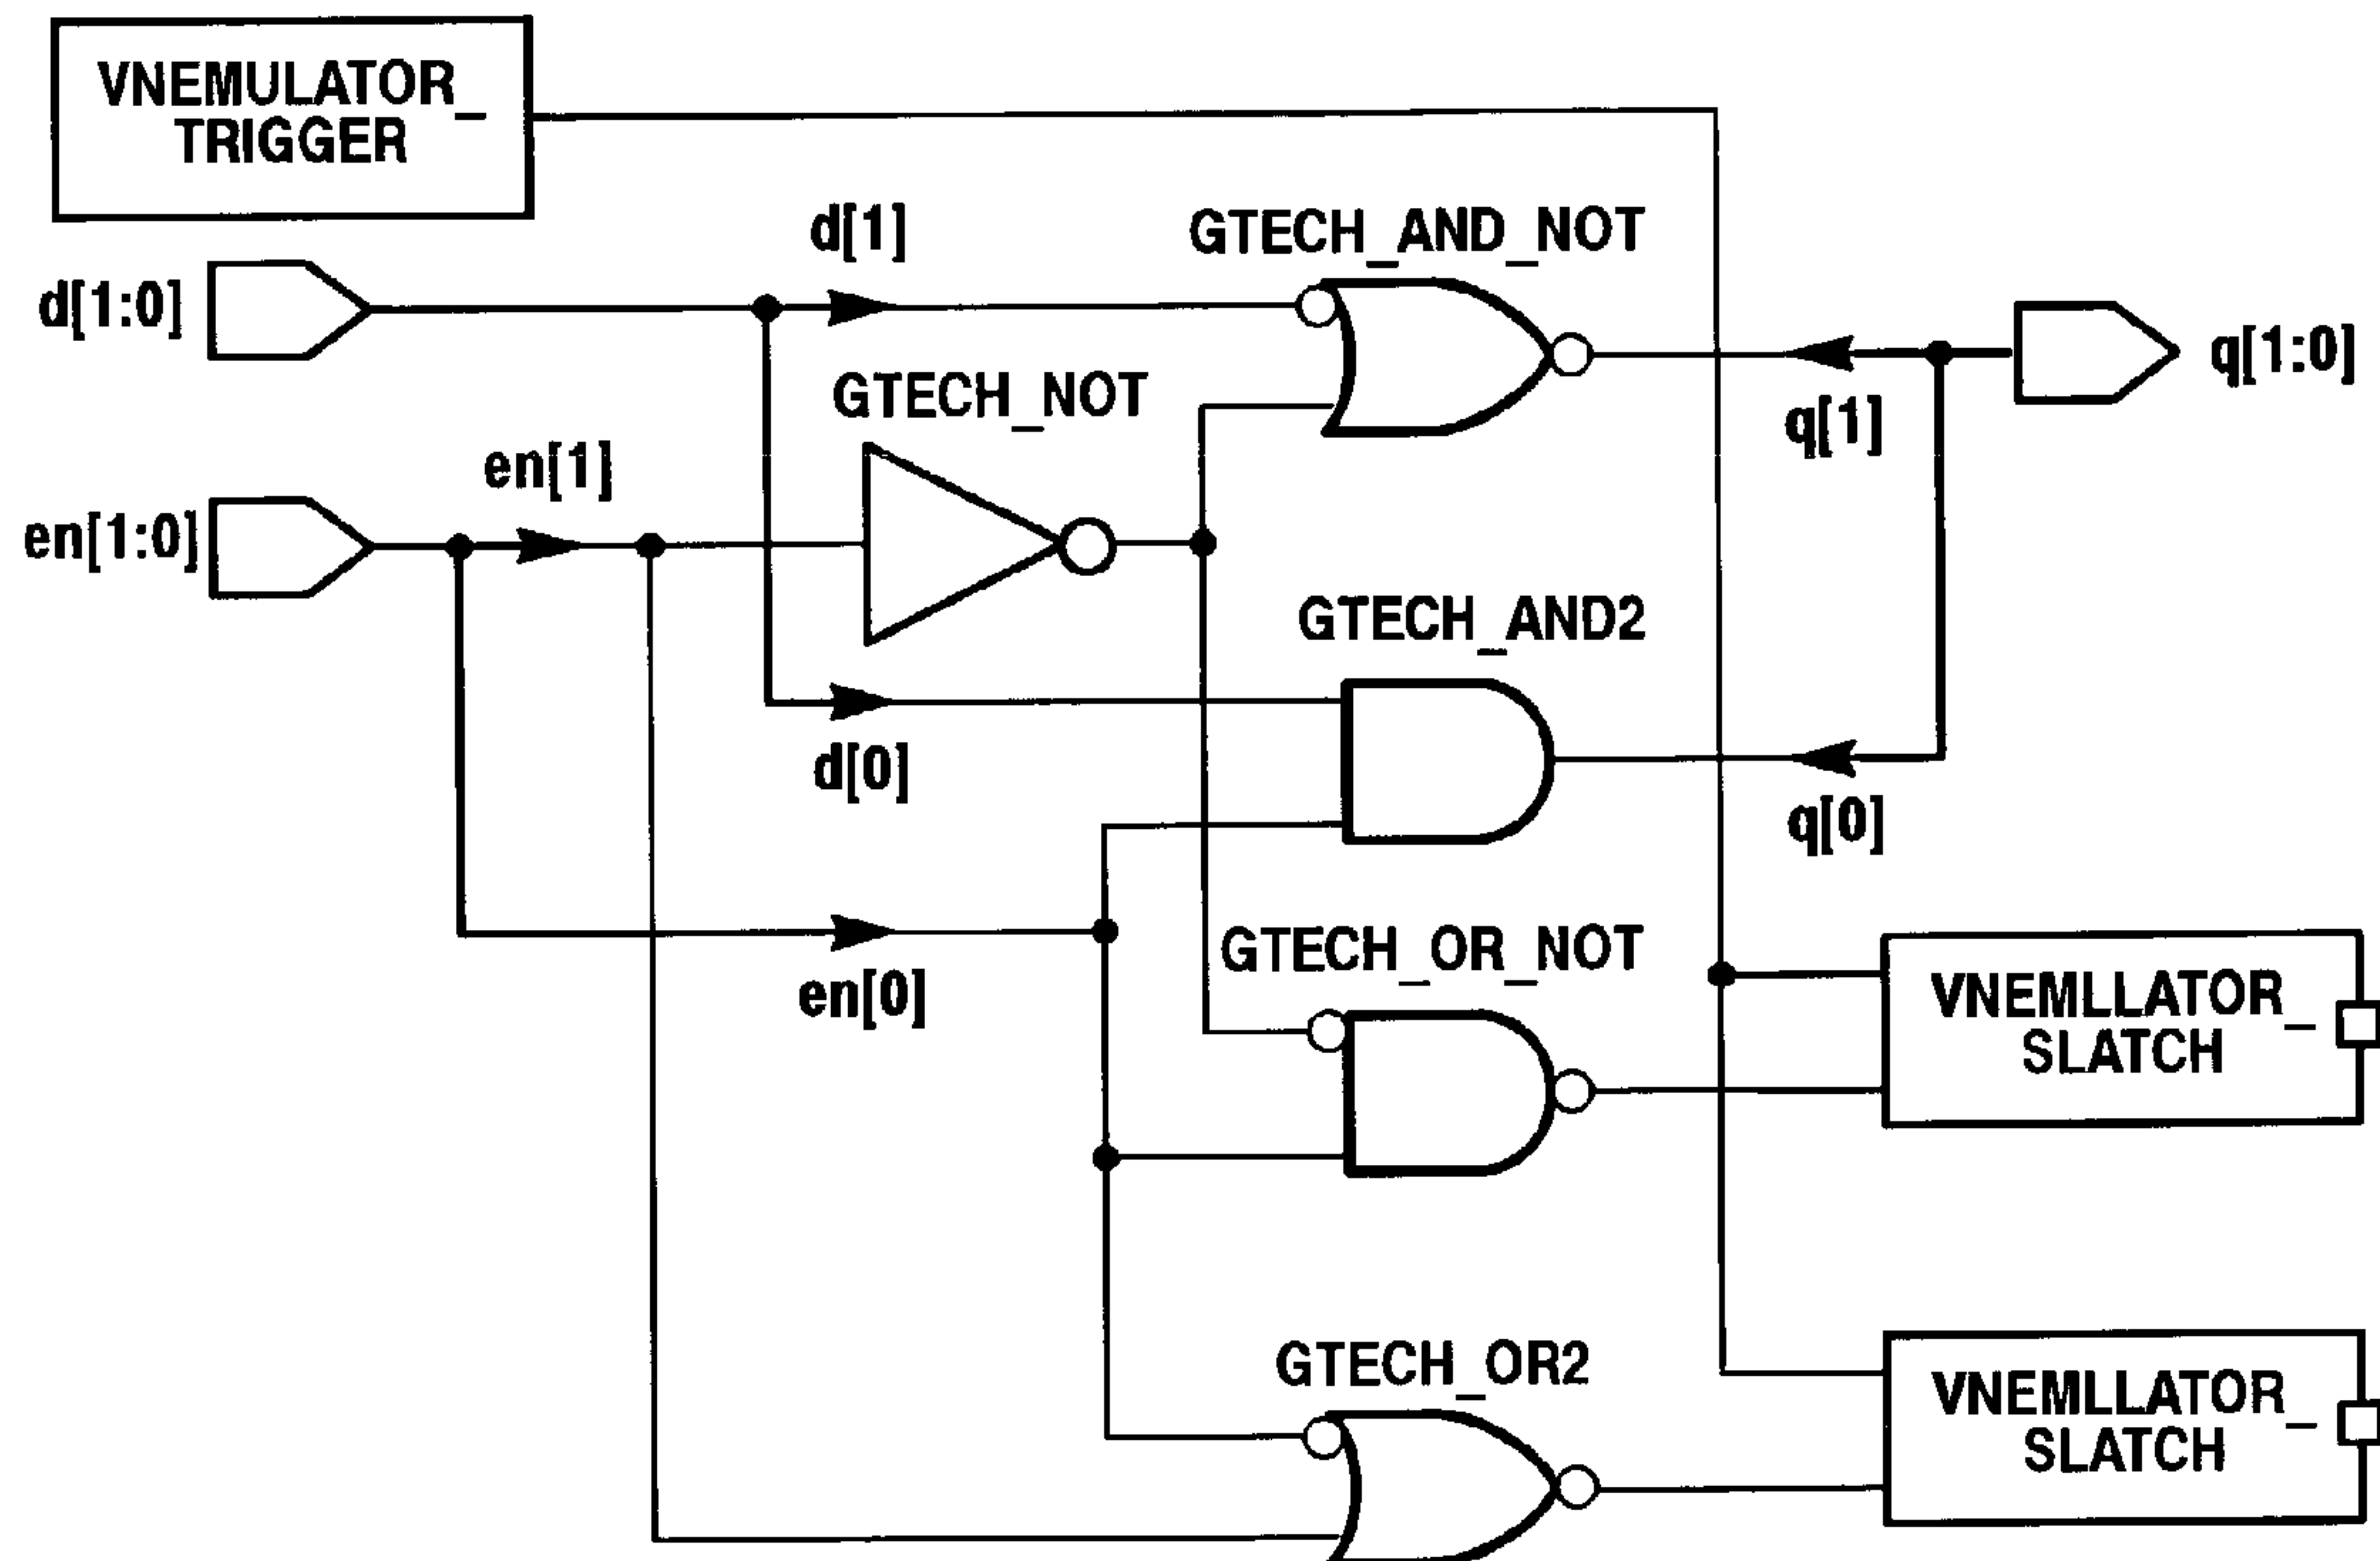 VNEMULATOR_
TRIGGER
d[1]
GTECH_AND_NOT
d[1:0]
q[1:0]
GTECH_NOT
q[1]
en[1]
en[1:0]
GTECH_AND2
d[0]
q[0]
GTECH_OR_NOT
en[0]
VNEMLLATOR_
SLATCH
GTECH_OR2
VNEMLLATOR_
SLATCH